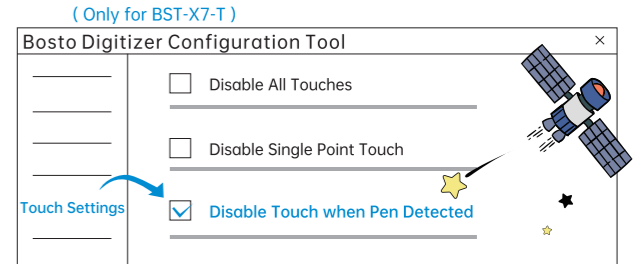 ( Only for BST-X7-T )
Bosto Digitizer Configuration Tool ×
Disable All Touches
Disable Single Point Touch
Touch Settings
Disable Touch when Pen Detected